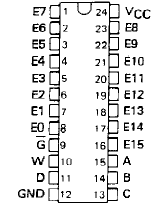 E7 1 24 VCC
E6 2 23 E8
E5 3 22 E9
E4 4 21 E10
E3 5 20 E11
E2 6 19 E12
E1 7 18 E13
E0 8 17 E14
G̅ 9 16 E15
W 10 15 A
D 11 14 B
GND 12 13 C